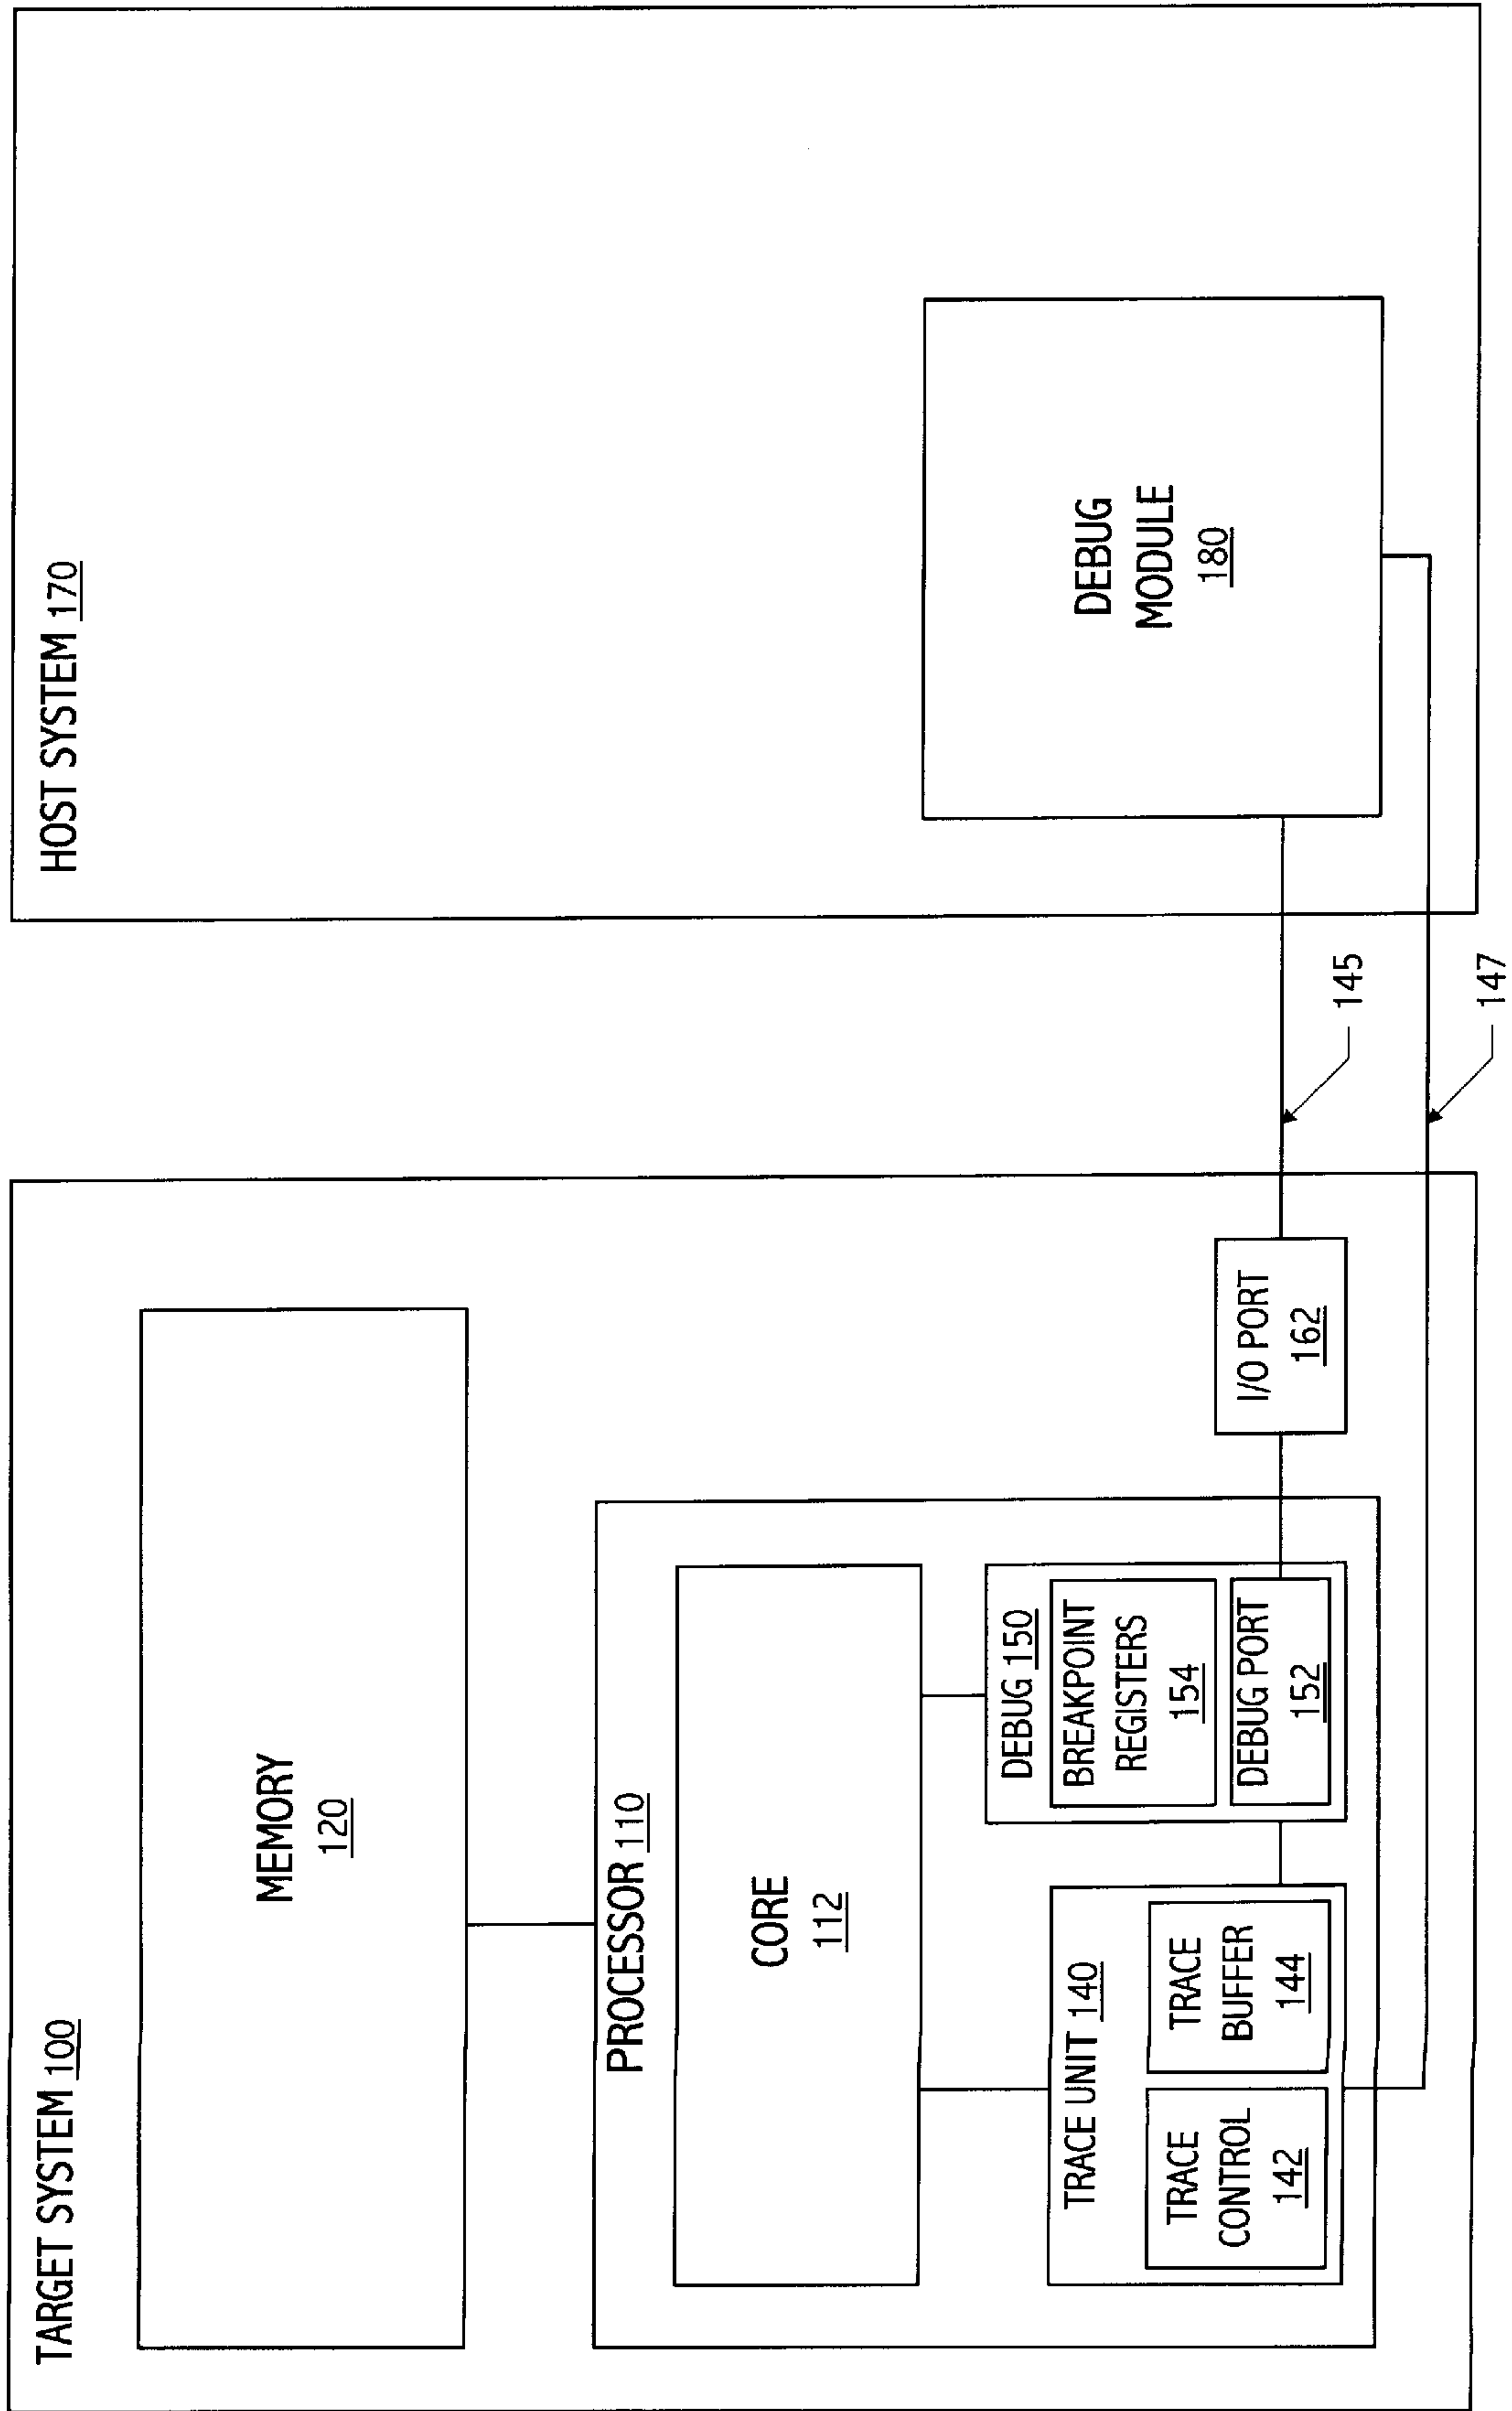 TARGET SYSTEM 100
MEMORY
120
PROCESSOR 110
CORE
112
TRACE UNIT 140
TRACE
CONTROL
142
TRACE
BUFFER
144
DEBUG 150
BREAKPOINT
REGISTERS
154
DEBUG PORT
152
I/O PORT
162
145
147
HOST SYSTEM 170
DEBUG
MODULE
180